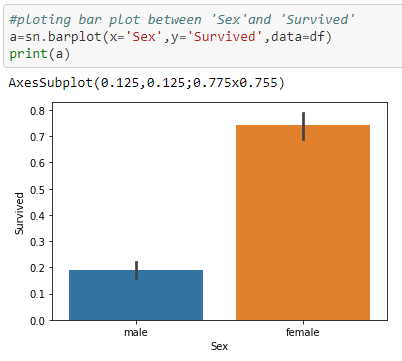 #ploting bar plot between 'Sex'and 'Survived'
a=sn.barplot(x='Sex',y='Survived',data=df)
print(a)
AxesSubplot(0.125,0.125;0.775x0.755)
0.8
0.7
0.6
0.5
0.4
0.3
0.2
0.1
0.0
Survived
male
female
Sex